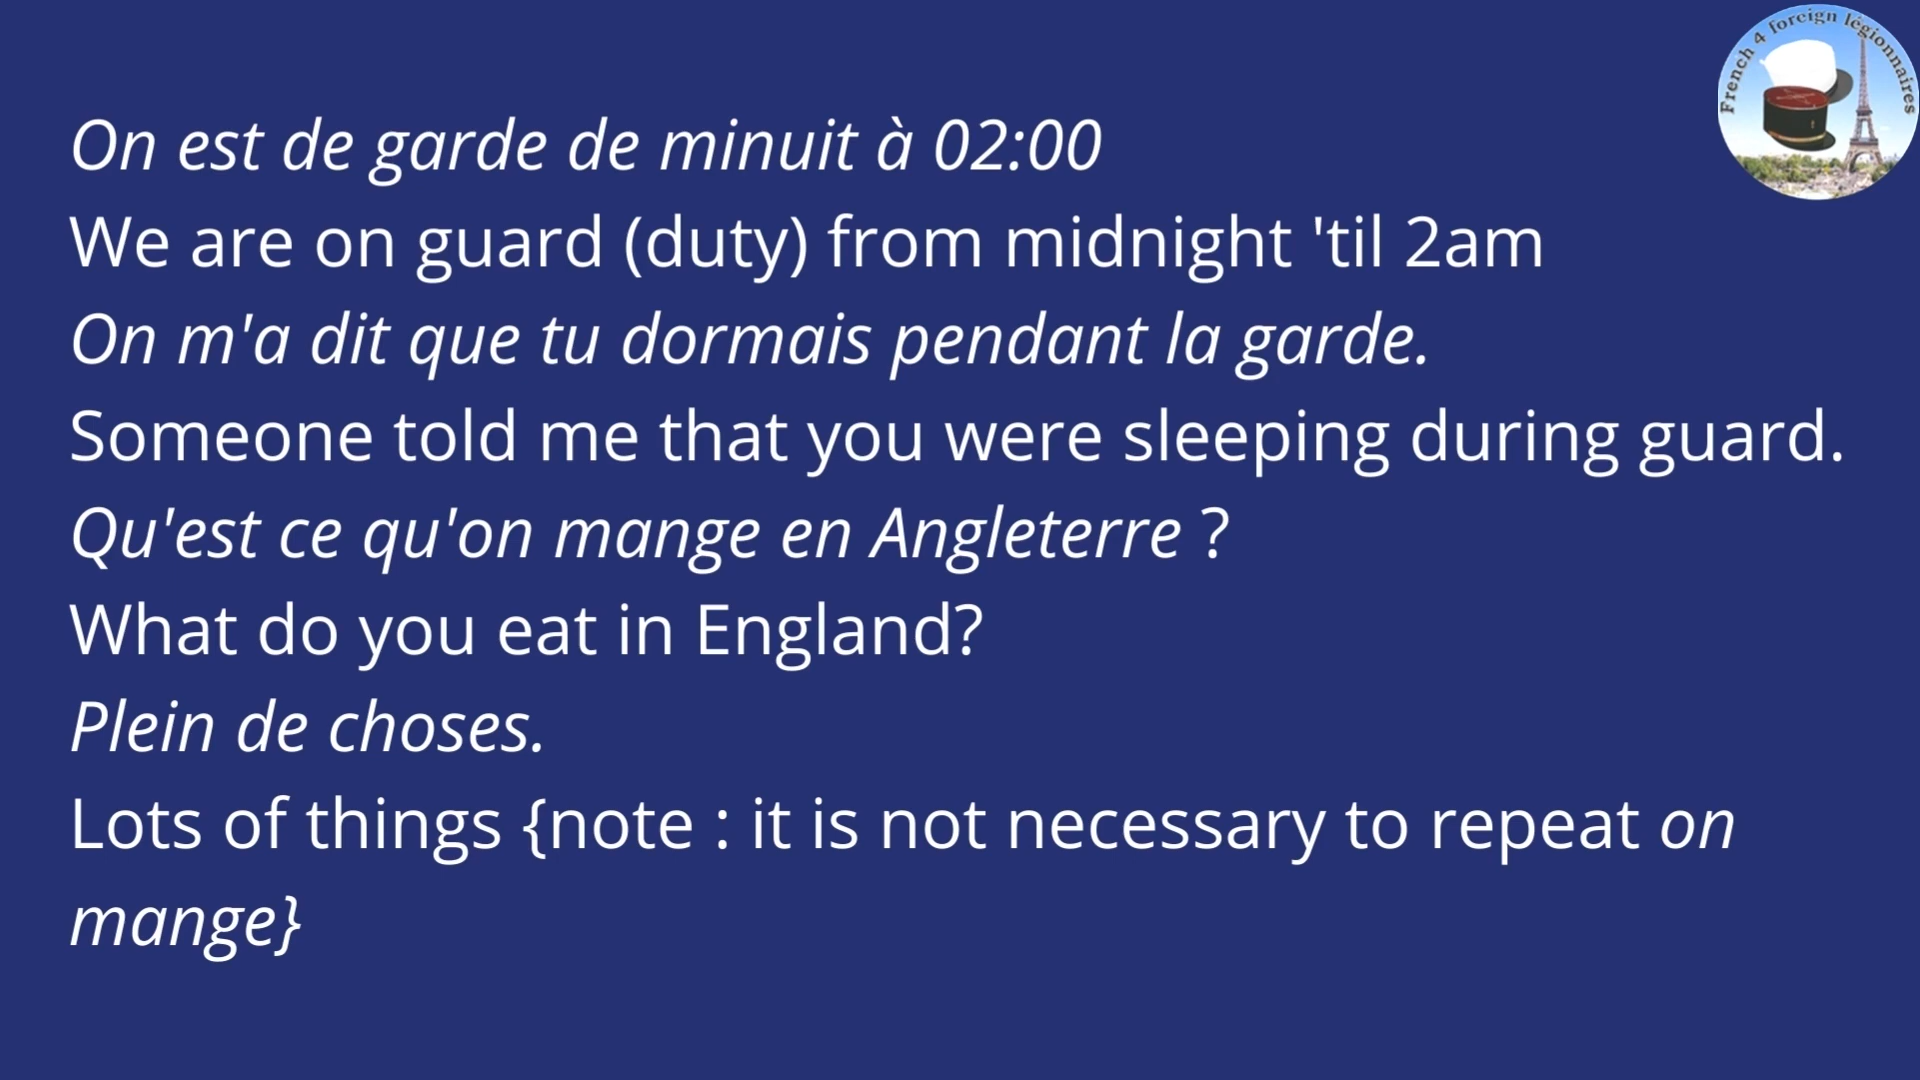 French 4 foreign légionnaires
On est de garde de minuit à 02:00
We are on guard (duty) from midnight 'til 2am
On m'a dit que tu dormais pendant la garde.
Someone told me that you were sleeping during guard.
Qu'est ce qu'on mange en Angleterre ?
What do you eat in England?
Plein de choses.
Lots of things {note : it is not necessary to repeat on
mange}